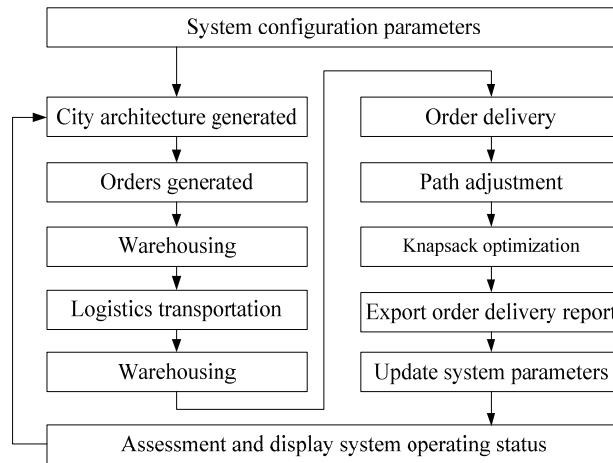 System configuration parameters
City architecture generated
Orders generated
Warehousing
Logistics transportation
Warehousing
Order delivery
Path adjustment
Knapsack optimization
Export order delivery report
Update system parameters
Assessment and display system operating status